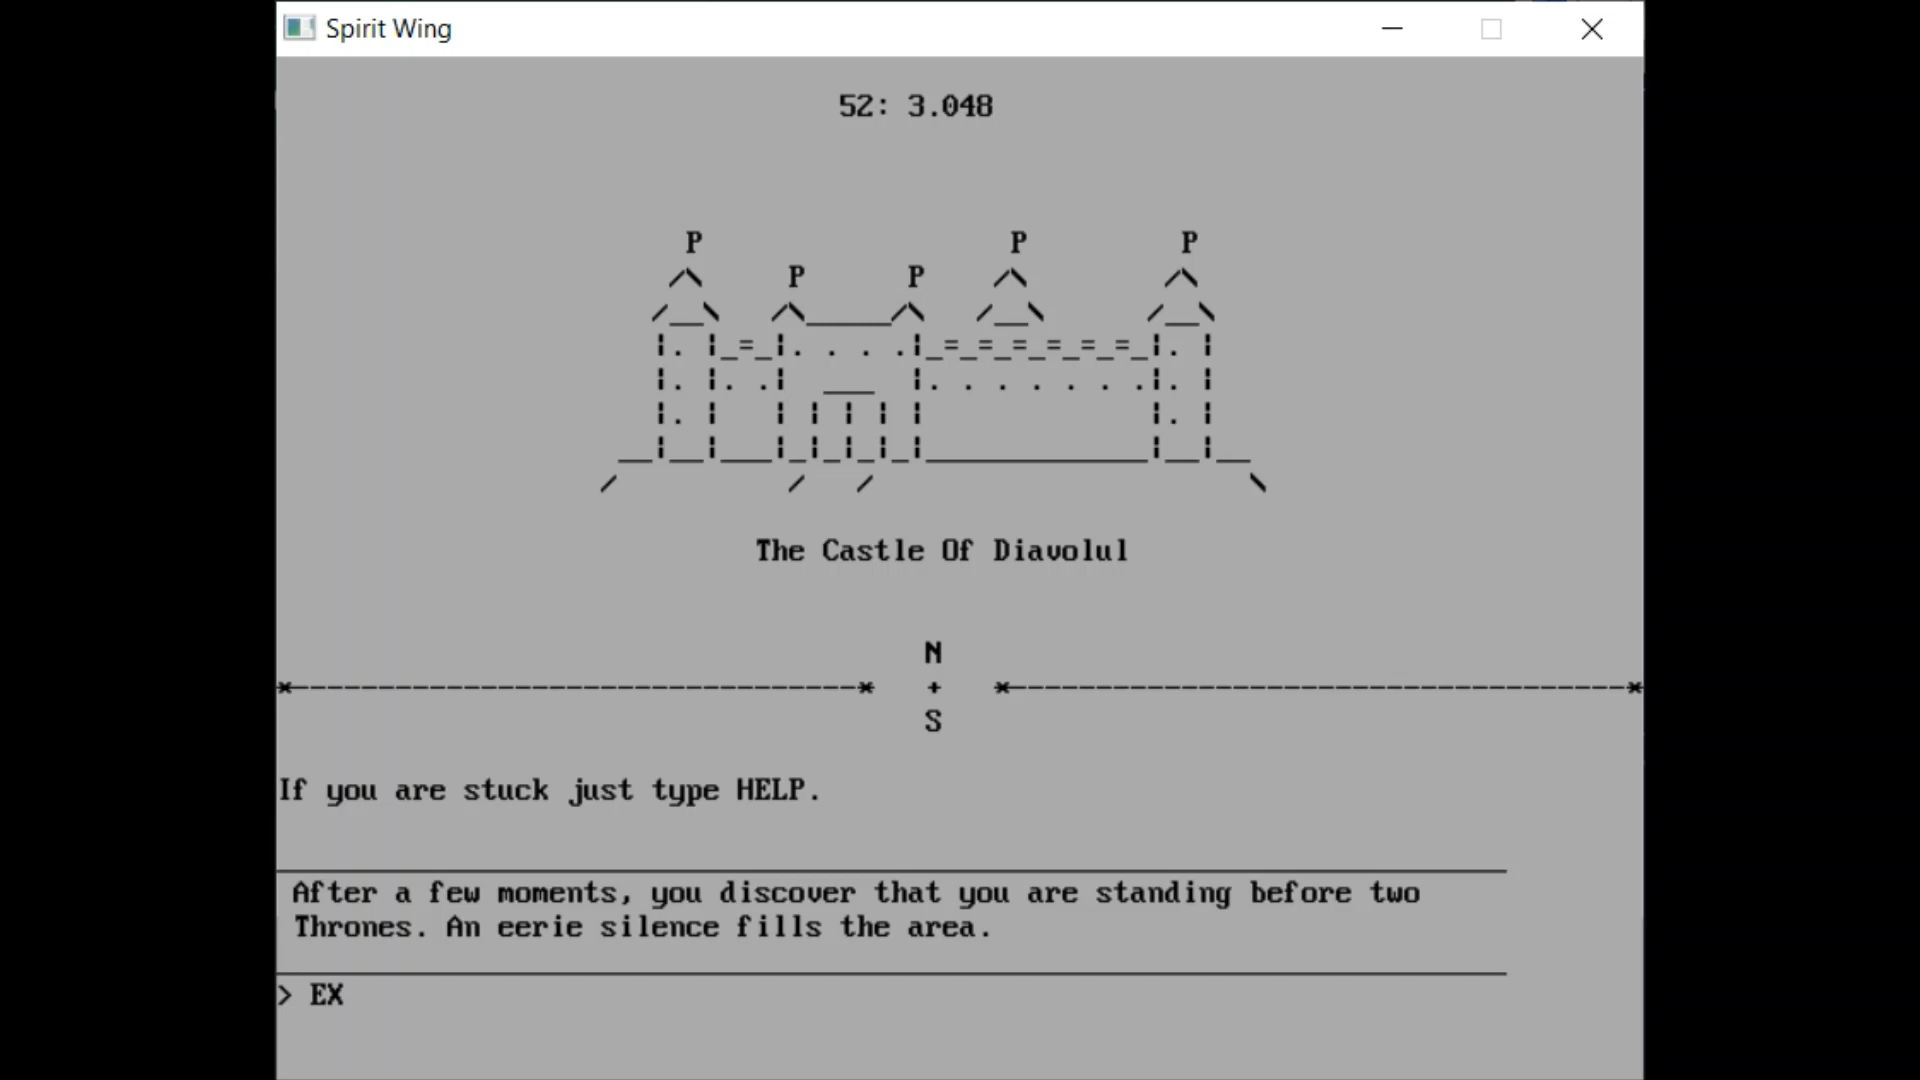 Spirit Wing
52: 3.048
P P P
P P
The Castle Of Diavolul
N
S
If you are stuck just type HELP.
After a few moments, you discover that you are standing before two
Thrones. An eerie silence fills the area.
> EX